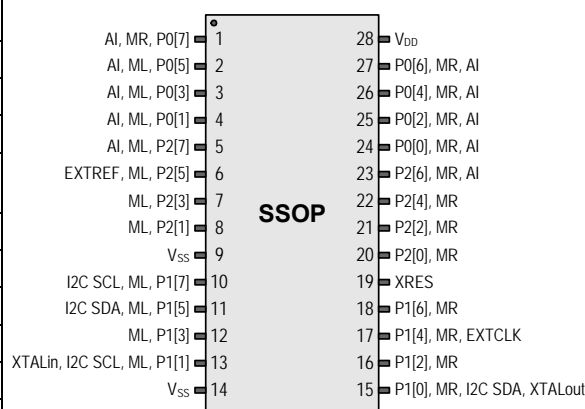 AI, MR, P0[7] 1 28 VDD
AI, ML, P0[5] 2 27 P0[6], MR, AI
AI, ML, P0[3] 3 26 P0[4], MR, AI
AI, ML, P0[1] 4 25 P0[2], MR, AI
AI, ML, P2[7] 5 24 P0[0], MR, AI
EXTREF, ML, P2[5] 6 23 P2[6], MR, AI
ML, P2[3] 7 22 P2[4], MR
SSOP
ML, P2[1] 8 21 P2[2], MR
Vss 9 20 P2[0], MR
I2C SCL, ML, P1[7] 10 19 XRES
I2C SDA, ML, P1[5] 11 18 P1[6], MR
ML, P1[3] 12 17 P1[4], MR, EXTCLK
XTALin, I2C SCL, ML, P1[1] 13 16 P1[2], MR
Vss 14 15 P1[0], MR, I2C SDA, XTALout